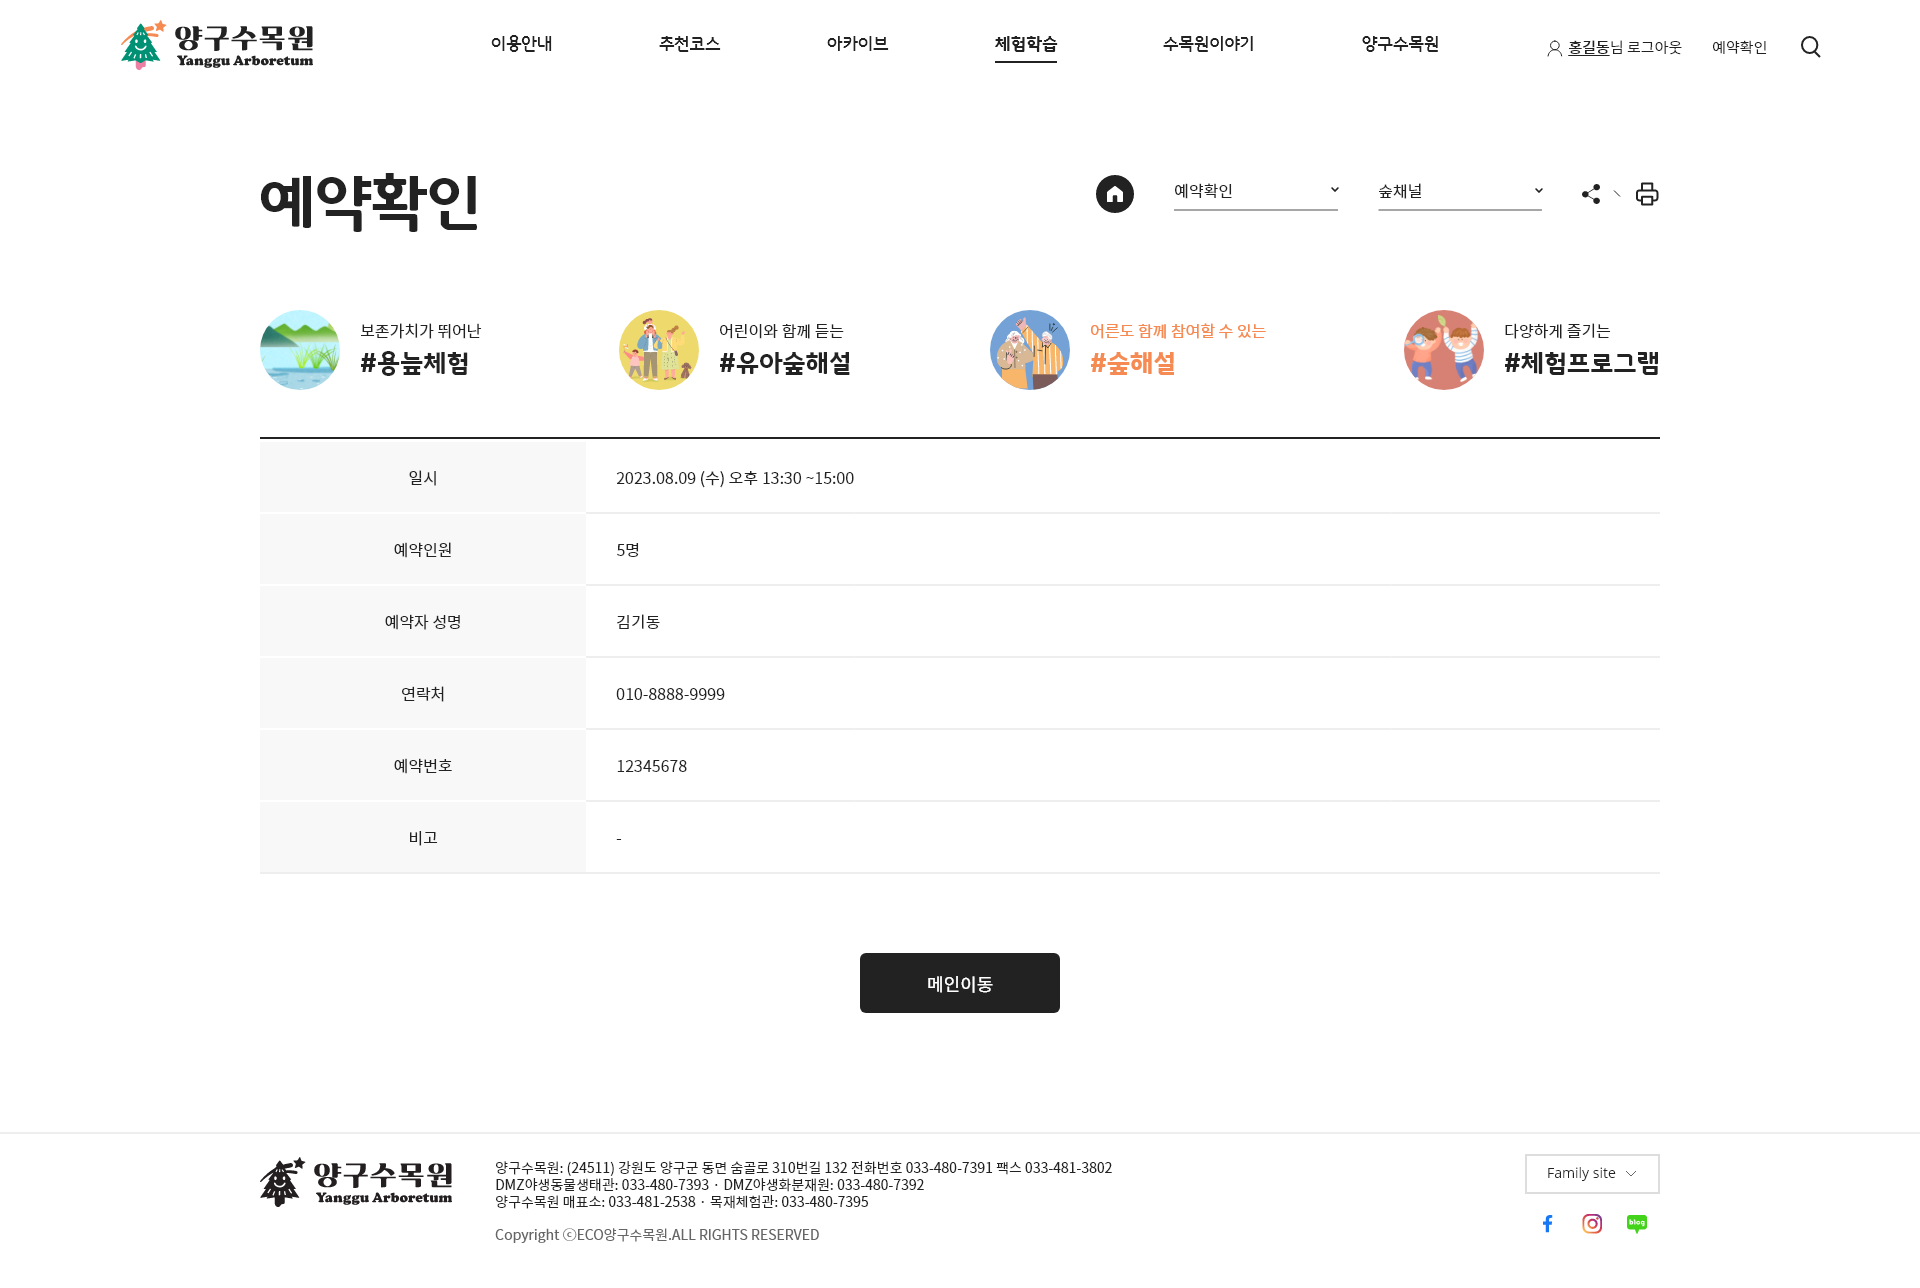 양구수목원
Yanggu Arboretum
이용안내
추천코스
아카이브
체험학습
수목원이야기
양구수목원
홍길동님 로그아웃
예약확인
예약확인
예약확인
숲채널
보존가치가 뛰어난
#용늪체험
어린이와 함께 듣는
#유아숲해설
어른도 함께 참여할 수 있는
#숲해설
다양하게 즐기는
#체험프로그램
일시
2023.08.09 (수) 오후 13:30 ~15:00
예약인원
5명
예약자 성명
김기동
연락처
010-8888-9999
예약번호
12345678
비고
-
메인이동
양구수목원
Yanggu Arboretum
양구수목원: (24511) 강원도 양구군 동면 숨골로 310번길 132 전화번호 033-480-7391 팩스 033-481-3802
DMZ야생동물생태관: 033-480-7393 · DMZ야생화분재원: 033-480-7392
양구수목원 매표소: 033-481-2538 · 목재체험관: 033-480-7395
Copyright ⓒECO양구수목원.ALL RIGHTS RESERVED
Family site
blog